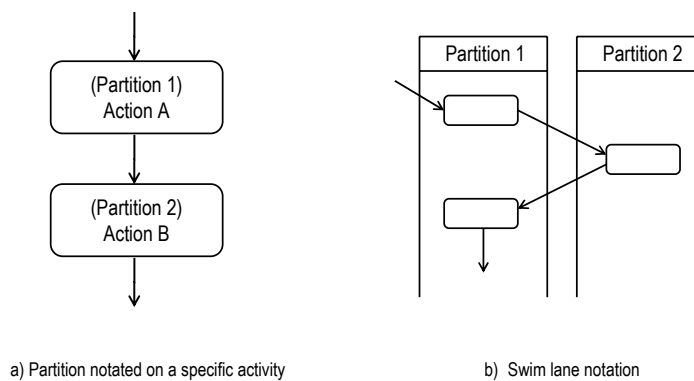 (Partition 1)
Action A
(Partition 2)
Action B
Partition 1
Partition 2
a) Partition notated on a specific activity
b) Swim lane notation